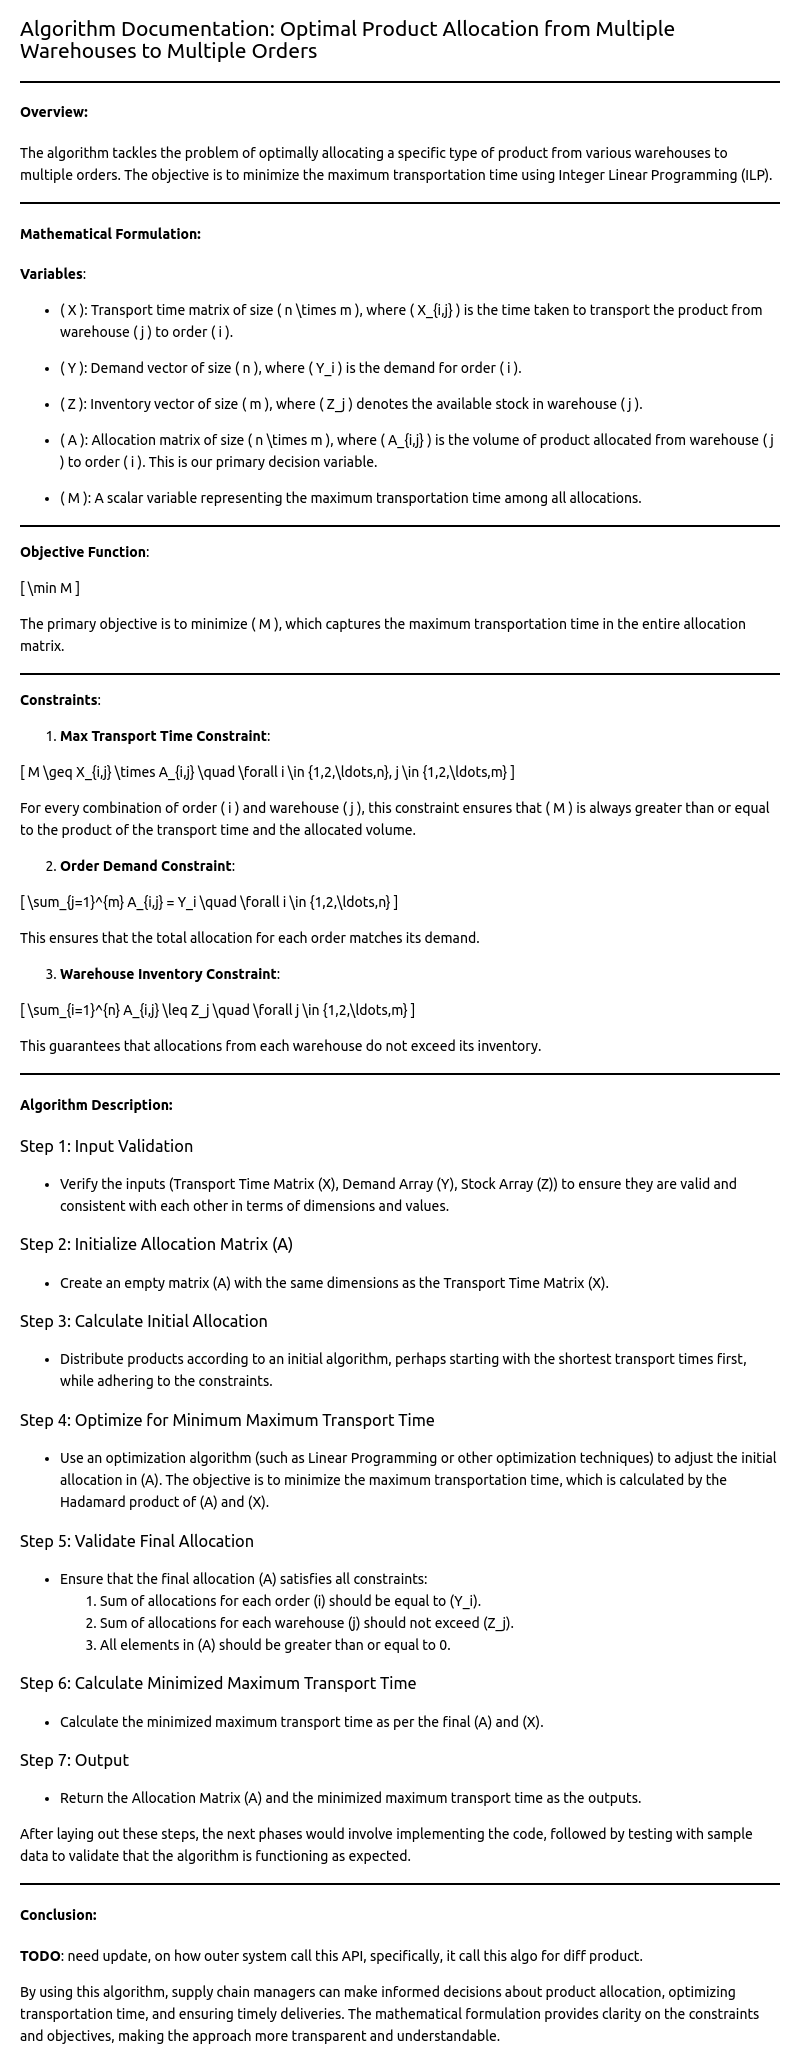 Algorithm Documentation: Optimal Product Allocation from Multiple
Warehouses to Multiple Orders
Overview:
The algorithm tackles the problem of optimally allocating a specific type of product from various warehouses to
multiple orders. The objective is to minimize the maximum transportation time using Integer Linear Programming (ILP).
Mathematical Formulation:
Variables:
• ( X ): Transport time matrix of size ( n \times m ), where ( X_{i,j} ) is the time taken to transport the product from
warehouse ( j ) to order ( i ).
• ( Y ): Demand vector of size ( n ), where ( Y_i ) is the demand for order ( i ).
• ( Z ): Inventory vector of size ( m ), where ( Z_j ) denotes the available stock in warehouse ( j ).
• ( A ): Allocation matrix of size ( n \times m ), where ( A_{i,j} ) is the volume of product allocated from warehouse ( j
) to order ( i ). This is our primary decision variable.
• ( M ): A scalar variable representing the maximum transportation time among all allocations.
Objective Function:
[ \min M ]
The primary objective is to minimize ( M ), which captures the maximum transportation time in the entire allocation
matrix.
Constraints:
1. Max Transport Time Constraint:
[ M \geq X_{i,j} \times A_{i,j} \quad \forall i \in {1,2,\ldots,n}, j \in {1,2,\ldots,m} ]
For every combination of order ( i ) and warehouse ( j ), this constraint ensures that ( M ) is always greater than or equal
to the product of the transport time and the allocated volume.
2. Order Demand Constraint:
[ \sum_{j=1}^{m} A_{i,j} = Y_i \quad \forall i \in {1,2,\ldots,n} ]
This ensures that the total allocation for each order matches its demand.
3. Warehouse Inventory Constraint:
[ \sum_{i=1}^{n} A_{i,j} \leq Z_j \quad \forall j \in {1,2,\ldots,m} ]
This guarantees that allocations from each warehouse do not exceed its inventory.
Algorithm Description:
Step 1: Input Validation
• Verify the inputs (Transport Time Matrix (X), Demand Array (Y), Stock Array (Z)) to ensure they are valid and
consistent with each other in terms of dimensions and values.
Step 2: Initialize Allocation Matrix (A)
• Create an empty matrix (A) with the same dimensions as the Transport Time Matrix (X).
Step 3: Calculate Initial Allocation
• Distribute products according to an initial algorithm, perhaps starting with the shortest transport times first,
while adhering to the constraints.
Step 4: Optimize for Minimum Maximum Transport Time
• Use an optimization algorithm (such as Linear Programming or other optimization techniques) to adjust the initial
allocation in (A). The objective is to minimize the maximum transportation time, which is calculated by the
Hadamard product of (A) and (X).
Step 5: Validate Final Allocation
• Ensure that the final allocation (A) satisfies all constraints:
1. Sum of allocations for each order (i) should be equal to (Y_i).
2. Sum of allocations for each warehouse (j) should not exceed (Z_j).
3. All elements in (A) should be greater than or equal to 0.
Step 6: Calculate Minimized Maximum Transport Time
• Calculate the minimized maximum transport time as per the final (A) and (X).
Step 7: Output
• Return the Allocation Matrix (A) and the minimized maximum transport time as the outputs.
After laying out these steps, the next phases would involve implementing the code, followed by testing with sample
data to validate that the algorithm is functioning as expected.
Conclusion:
TODO: need update, on how outer system call this API, specifically, it call this algo for diff product.
By using this algorithm, supply chain managers can make informed decisions about product allocation, optimizing
transportation time, and ensuring timely deliveries. The mathematical formulation provides clarity on the constraints
and objectives, making the approach more transparent and understandable.